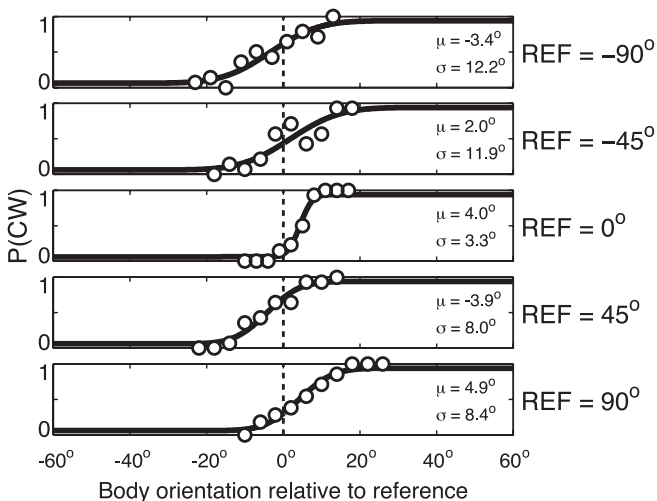 1
0
μ = -3.4°
σ = 12.2°
REF = –90°
1
0
μ = 2.0°
σ = 11.9°
REF = –45°
1
0
μ = 4.0°
σ = 3.3°
REF = 0°
1
0
μ = -3.9°
σ = 8.0°
REF = 45°
1
0
μ = 4.9°
σ = 8.4°
REF = 90°
P(CW)
-60° -40° -20° 0° 20° 40° 60°
Body orientation relative to reference